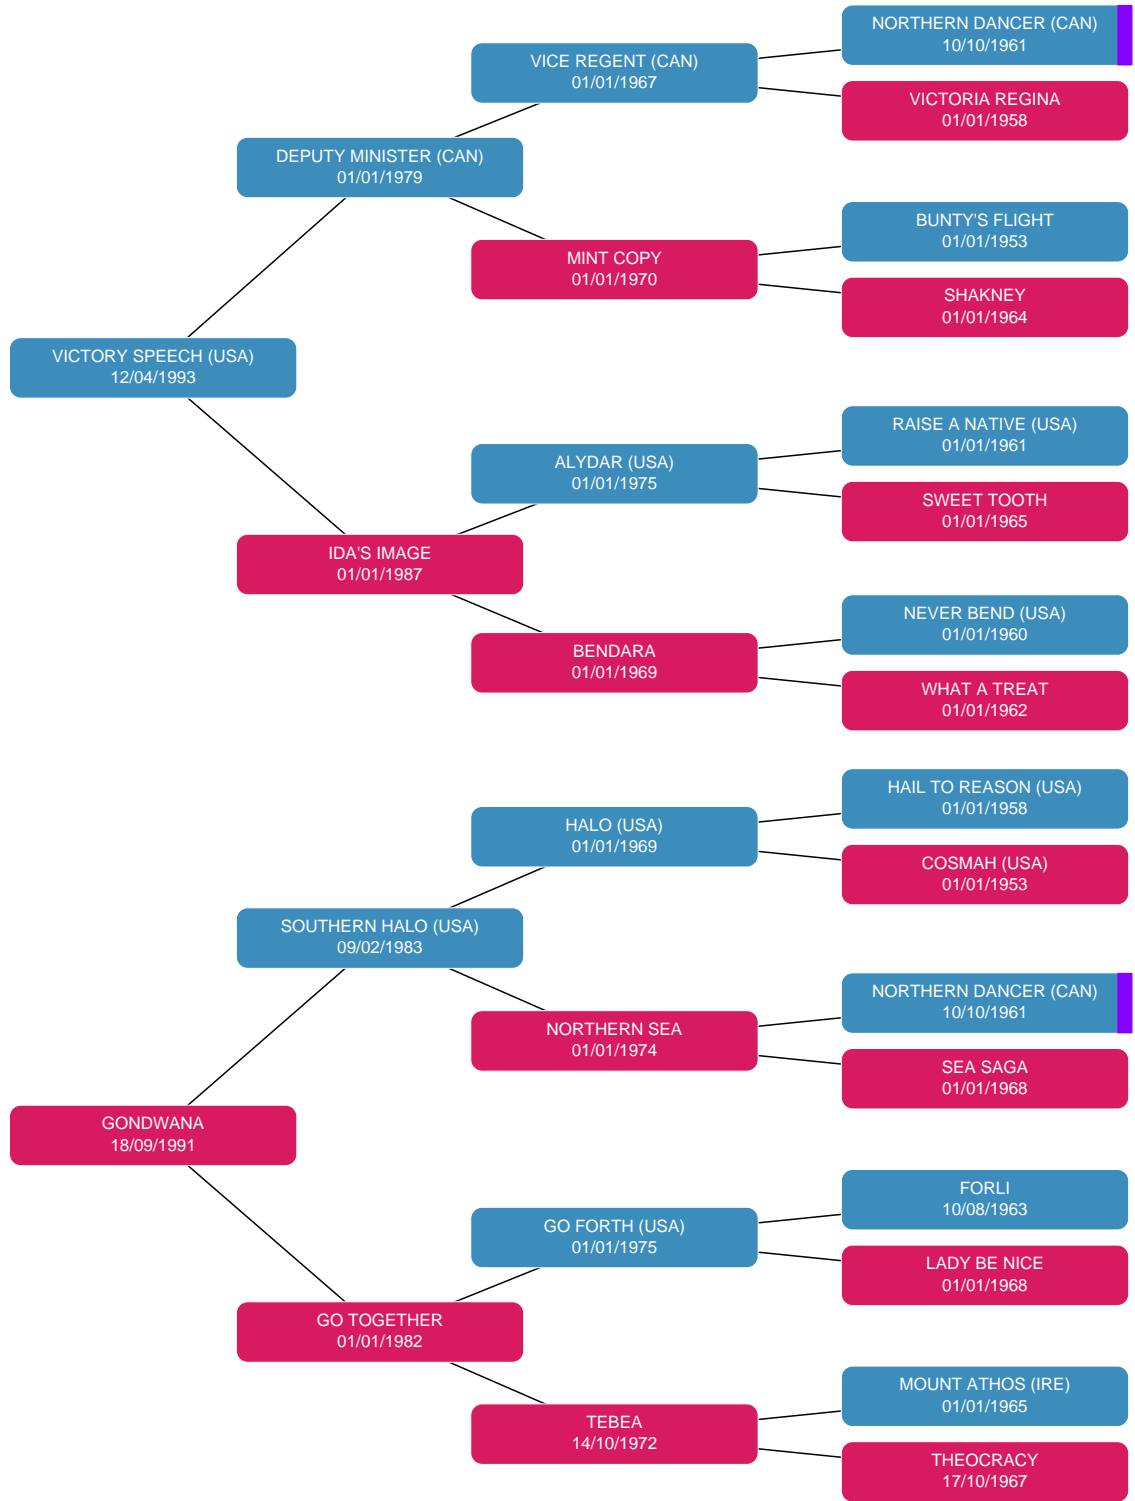 NORTHERN DANCER (CAN)
10/10/1961
VICE REGENT (CAN)
01/01/1967
VICTORIA REGINA
01/01/1958
DEPUTY MINISTER (CAN)
01/01/1979
BUNTY'S FLIGHT
01/01/1953
MINT COPY
01/01/1970
SHAKNEY
01/01/1964
VICTORY SPEECH (USA)
12/04/1993
RAISE A NATIVE (USA)
01/01/1961
ALYDAR (USA)
01/01/1975
SWEET TOOTH
01/01/1965
IDA'S IMAGE
01/01/1987
NEVER BEND (USA)
01/01/1960
BENDARA
01/01/1969
WHAT A TREAT
01/01/1962
HAIL TO REASON (USA)
01/01/1958
HALO (USA)
01/01/1969
COSMAH (USA)
01/01/1953
SOUTHERN HALO (USA)
09/02/1983
NORTHERN DANCER (CAN)
10/10/1961
NORTHERN SEA
01/01/1974
SEA SAGA
01/01/1968
GONDWANA
18/09/1991
FORLI
10/08/1963
GO FORTH (USA)
01/01/1975
LADY BE NICE
01/01/1968
GO TOGETHER
01/01/1982
MOUNT ATHOS (IRE)
01/01/1965
TEBEA
14/10/1972
THEOCRACY
17/10/1967